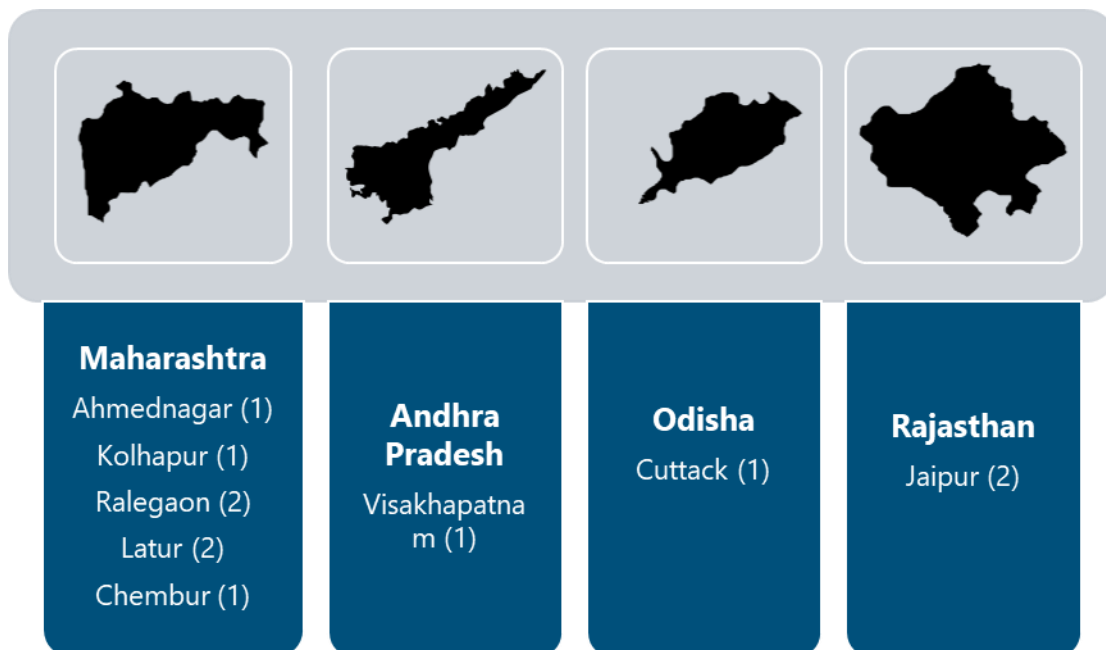 Maharashtra
Ahmednagar (1)
Kolhapur (1)
Ralegaon (2)
Latur (2)
Chembur (1)
Andhra
Pradesh
Visakhapatna
m (1)
Odisha
Cuttack (1)
Rajasthan
Jaipur (2)